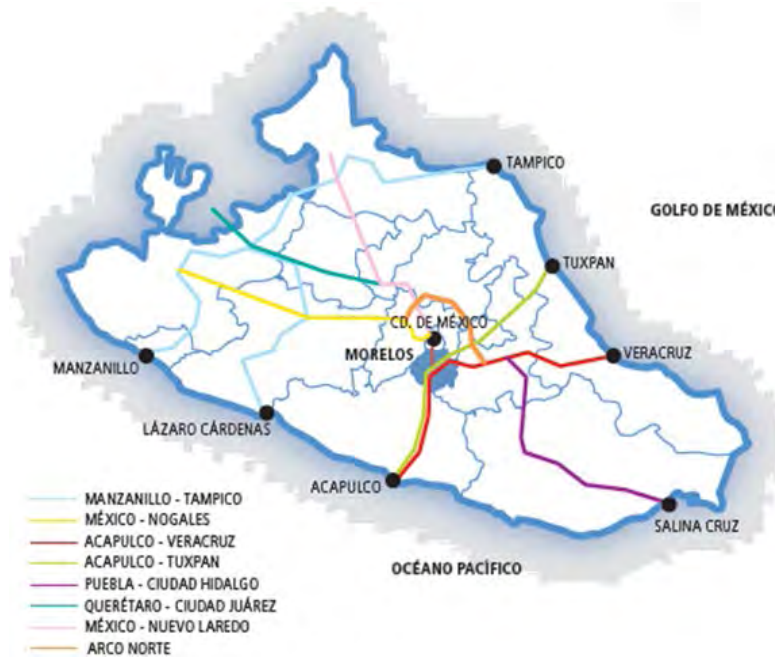 TAMPICO
GOLFO DE MÉXICO
TUXPAN
CD. DE MÉXICO
MORELOS
VERACRUZ
MANZANILLO
LÁZARO CÁRDENAS
ACAPULCO
SALINA CRUZ
OCÉANO PACÍFICO
MANZANILLO - TAMPICO
MÉXICO - NOGALES
ACAPULCO - VERACRUZ
ACAPULCO - TUXPAN
PUEBLA - CIUDAD HIDALGO
QUERÉTARO - CIUDAD JUÁREZ
MÉXICO - NUEVO LAREDO
ARCO NORTE